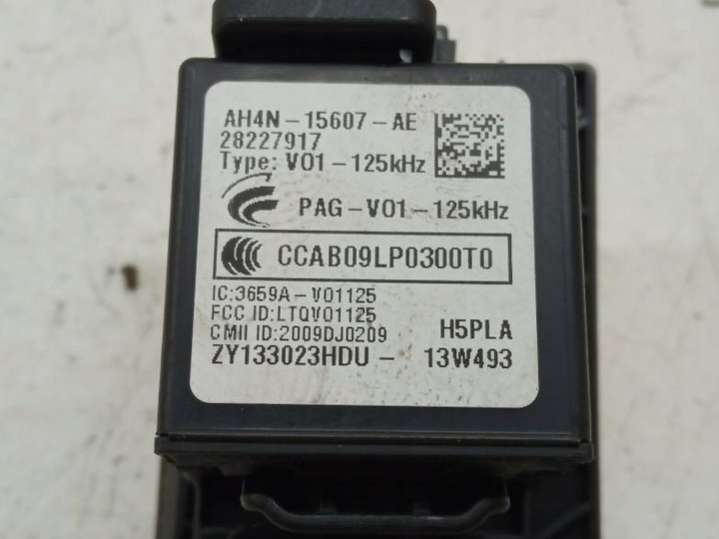 AH4N-15607-AE
28227917
Type: V01-125kHz
PAG-V01-125kHz
CCAB09LP0300T0
IC:3659A-V01125
FCC ID:LTQV01125
CMII ID:2009DJ0209 H5PLA
ZY133023HDU- 13W493